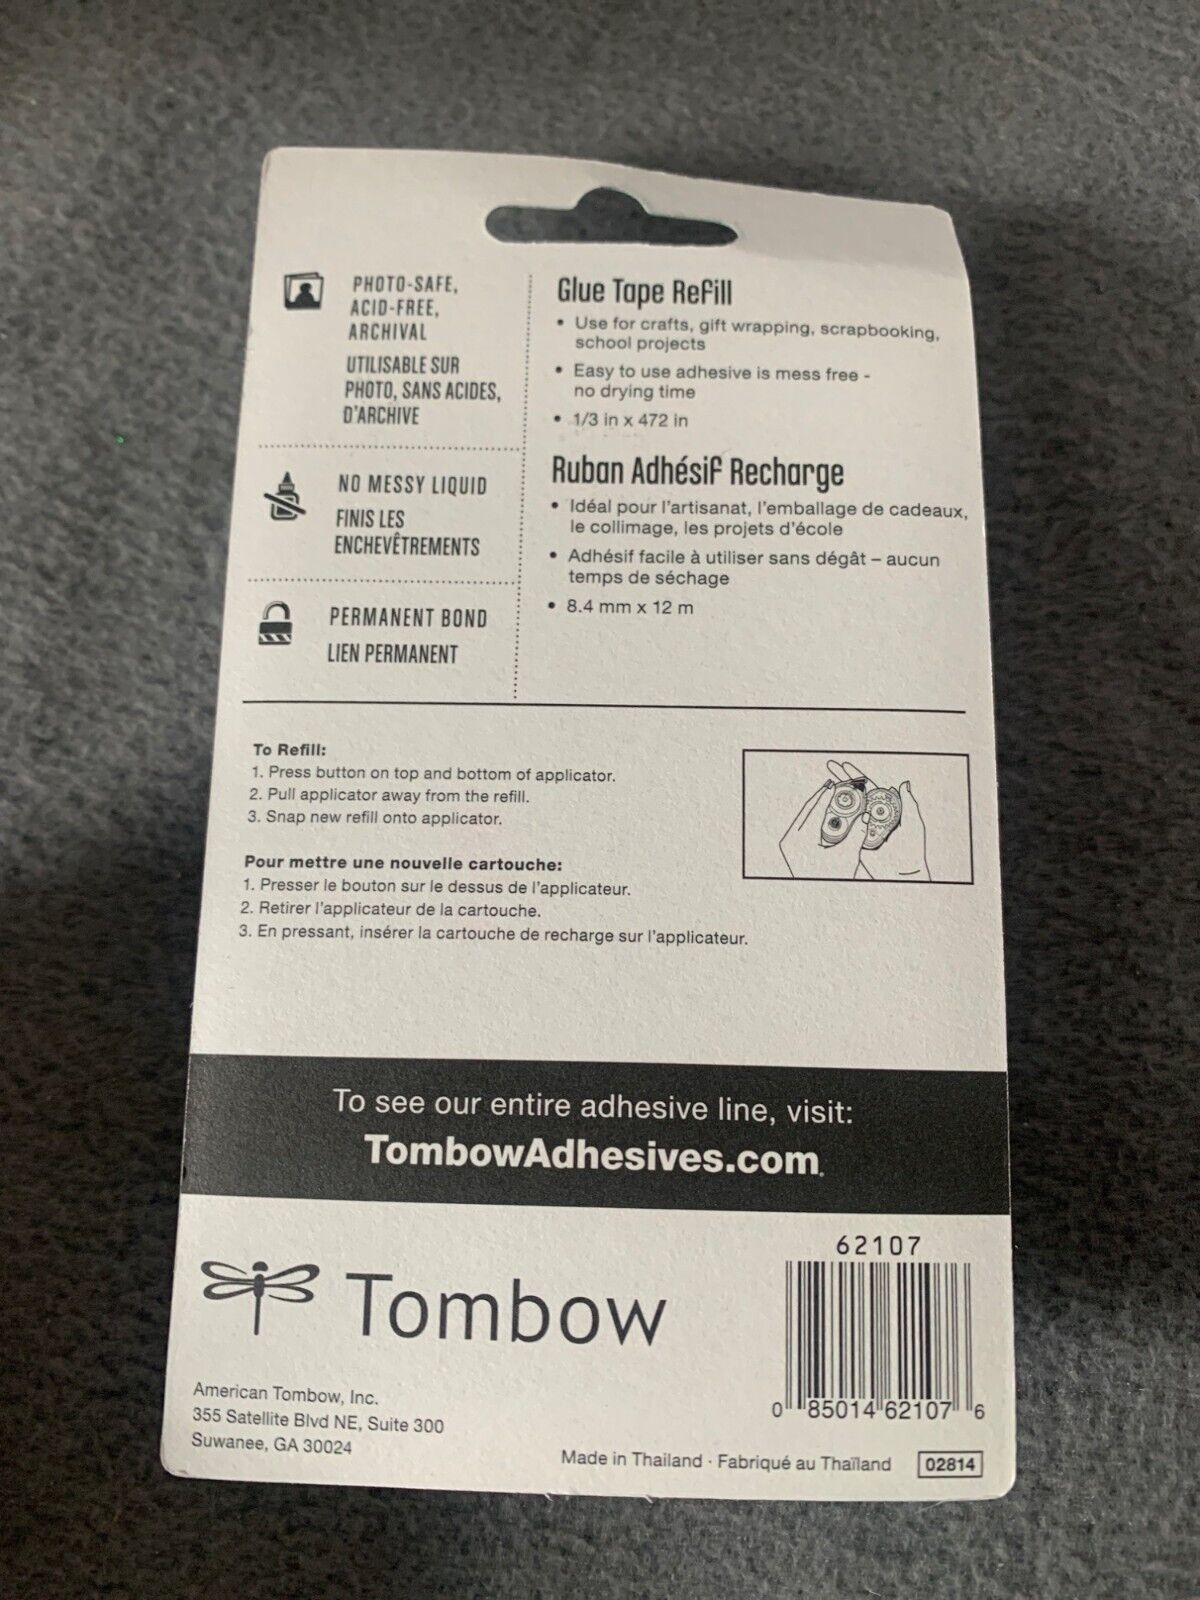 PHOTO-SAFE,
ACID-FREE,
ARCHIVAL
UTILISABLE SUR
PHOTO, SANS ACIDES,
D'ARCHIVE
NO MESSY LIQUID
FINIS LES
ENCHEVÊTREMENTS
PERMANENT BOND
LIEN PERMANENT
Glue Tape Refill
• Use for crafts, gift wrapping, scrapbooking,
school projects
• Easy to use adhesive is mess free -
no drying time
• 1/3 in x 472 in
Ruban Adhésif Recharge
• Idéal pour l'artisanat, l'emballage de cadeaux,
le collimage, les projets d'école
• Adhésif facile à utiliser sans dégât – aucun
temps de séchage
• 8.4 mm x 12 m
To Refill:
1. Press button on top and bottom of applicator.
2. Pull applicator away from the refill.
3. Snap new refill onto applicator.
Pour mettre une nouvelle cartouche:
1. Presser le bouton sur le dessus de l'applicateur.
2. Retirer l'applicateur de la cartouche.
3. En pressant, insérer la cartouche de recharge sur l'applicateur.
To see our entire adhesive line, visit:
TombowAdhesives.com.
Tombow
American Tombow, Inc.
355 Satellite Blvd NE, Suite 300
Suwanee, GA 30024
62107
0 85014 62107 6
Made in Thailand · Fabriqué au Thaïland
02814